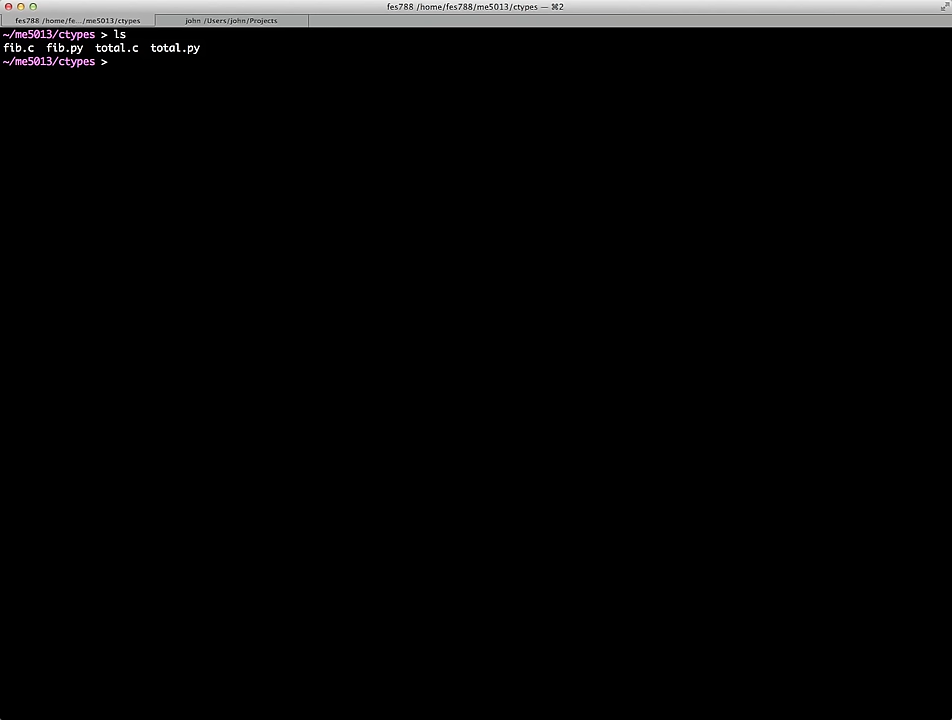 fes788 /home/fes788/me5013/ctypes — ⌘2
fes788 /home/fe.../me5013/ctypes
john /Users/john/Projects
~/me5013/ctypes > ls
fib.c fib.py total.c total.py
~/me5013/ctypes >